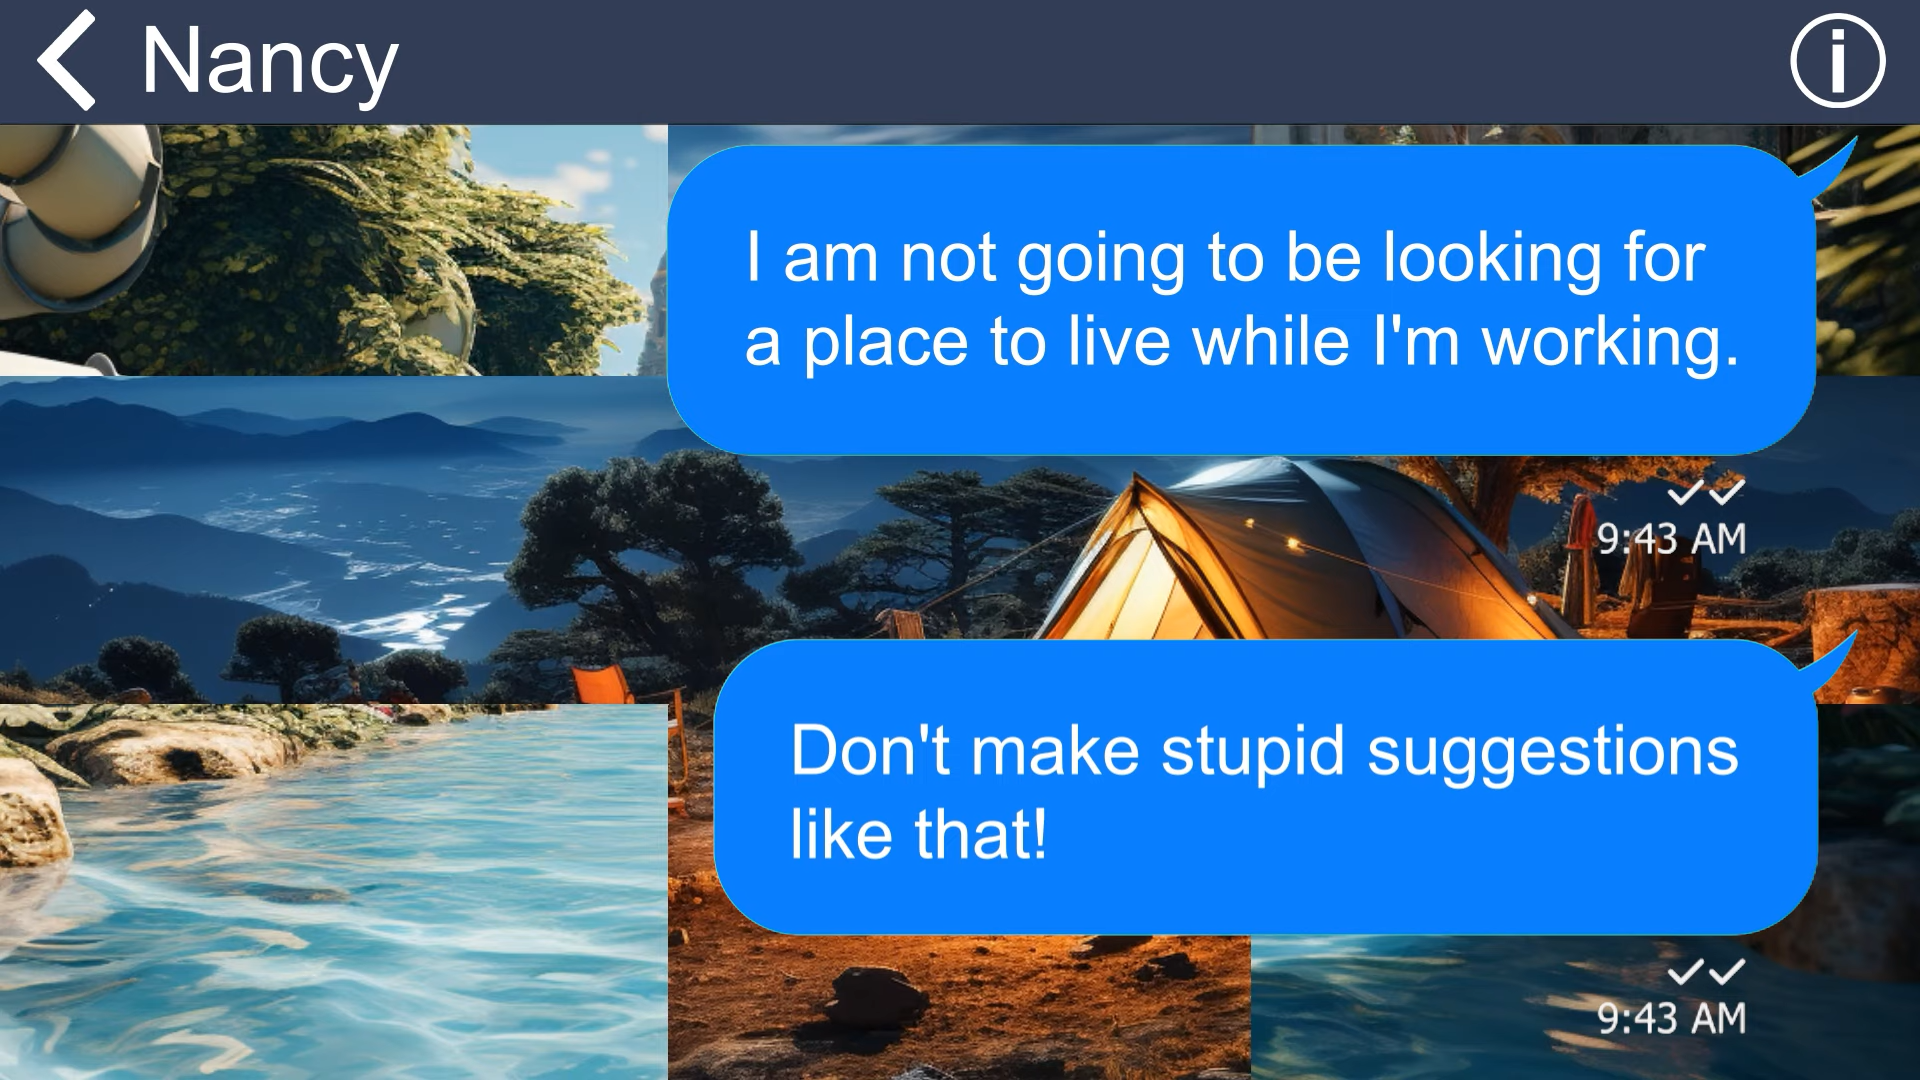 Nancy
I am not going to be looking for
a place to live while I'm working.
9:43 AM
Don't make stupid suggestions
like that!
9:43 AM